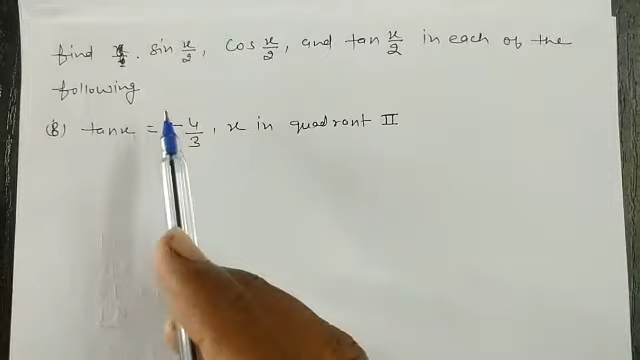 find . sin x/2, cos x/2, and tan x/2 in each of the
following
(8) tanx = -4/3, x in quadrant II